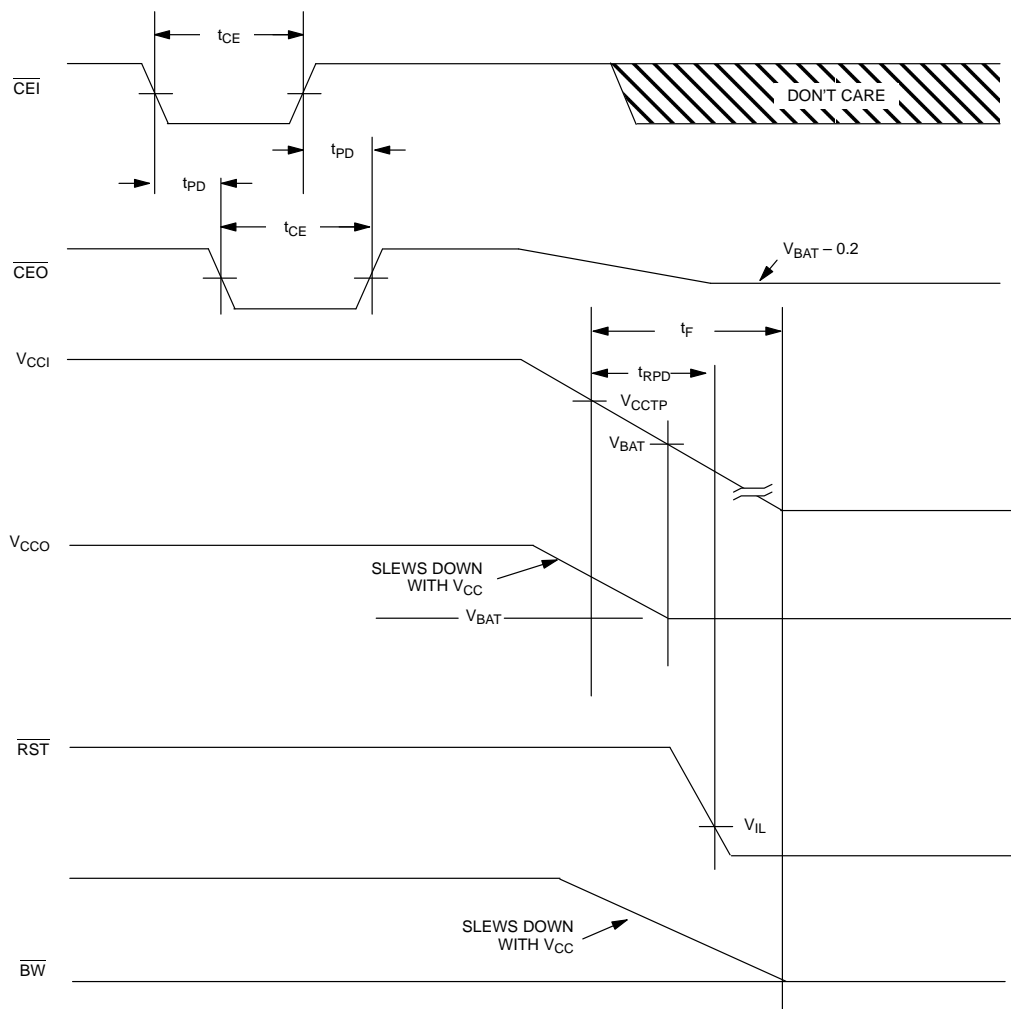 tCE
CEI
DON'T CARE
tPD
tPD
tCE
CEO
VBAT – 0.2
tF
VCCI
tRPD
VCCTP
VBAT
VCCO
SLEWS DOWN
WITH VCC
VBAT
RST
VIL
SLEWS DOWN
WITH VCC
BW